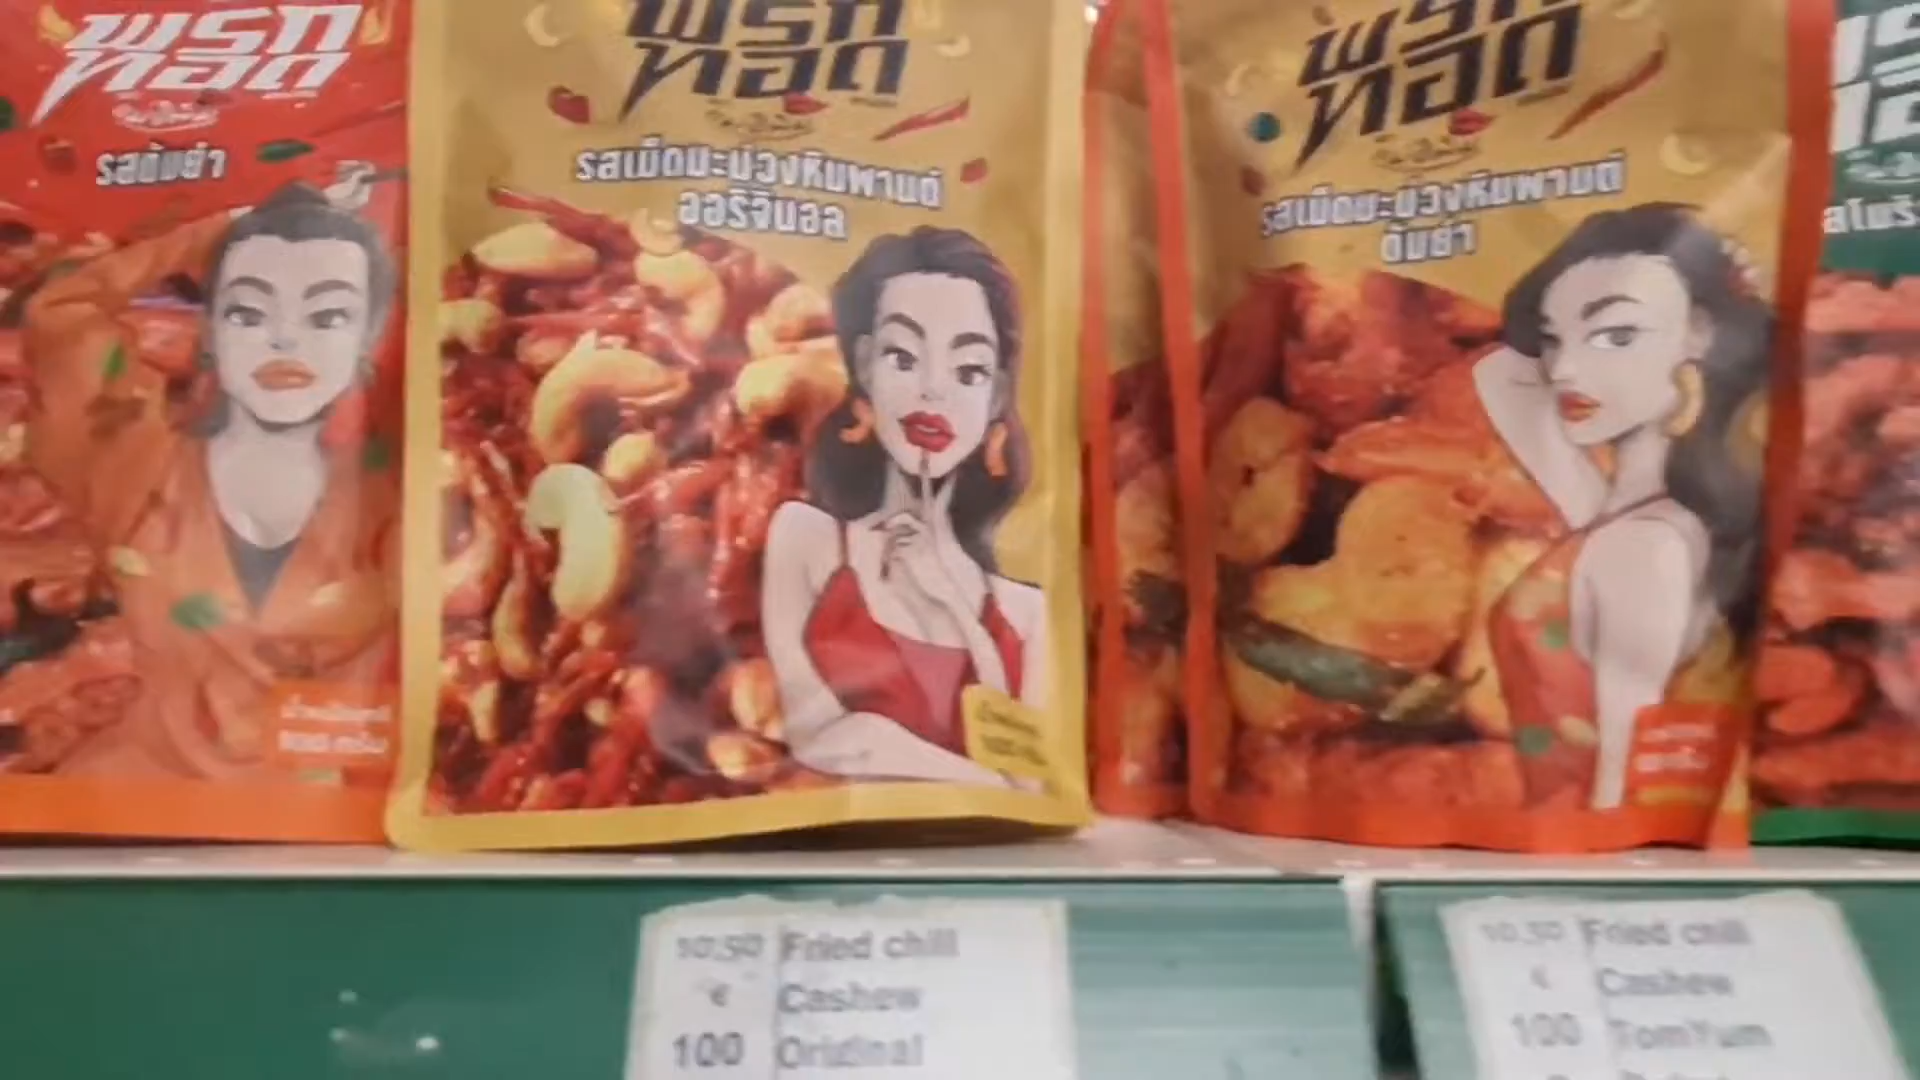 พริก
ทอด
รสต้มยำ
พริก
ทอด
รสเม็ดมะม่วงหิมพานต์
ออริจินอล
พริก
ทอด
รสเม็ดมะม่วงหิมพานต์
ต้มยำ
10.50 Fried chili
€ Cashew
100 Original
10.50 Fried chili
€ Cashew
100 TomYum